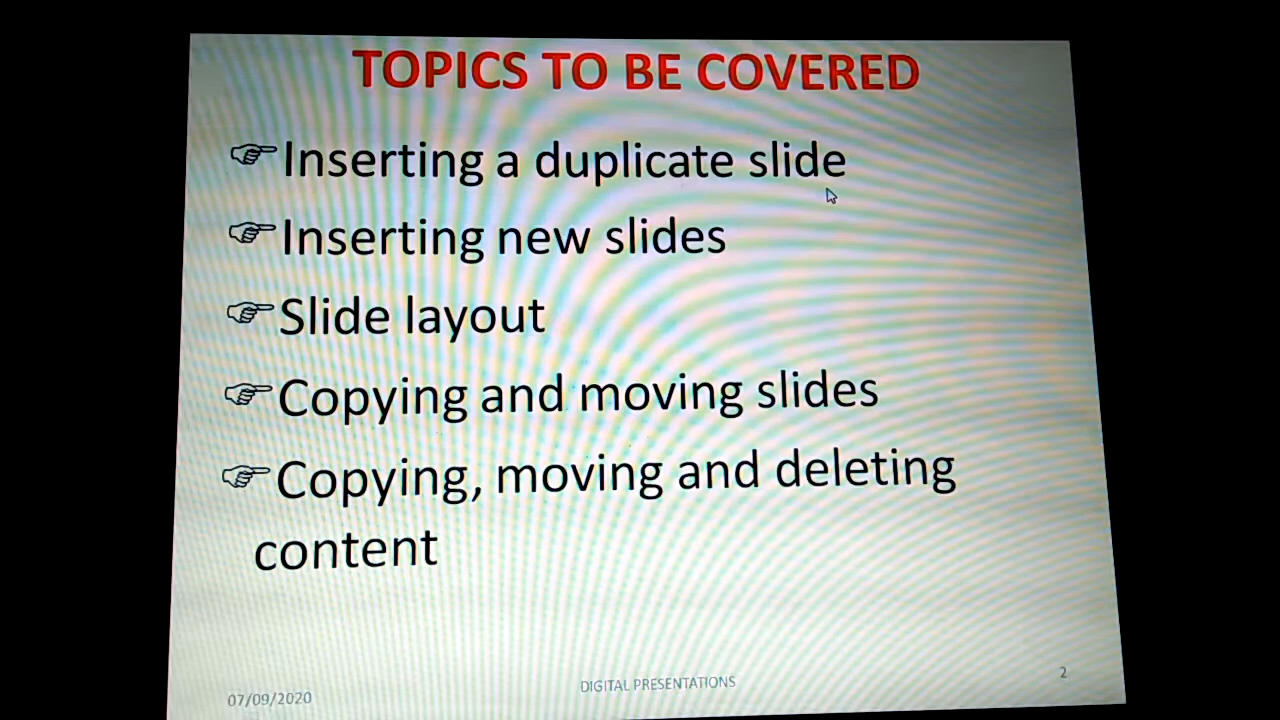 TOPICS TO BE COVERED
☞Inserting a duplicate slide
☞Inserting new slides
☞Slide layout
☞Copying and moving slides
☞Copying, moving and deleting
content
07/09/2020
DIGITAL PRESENTATIONS
2